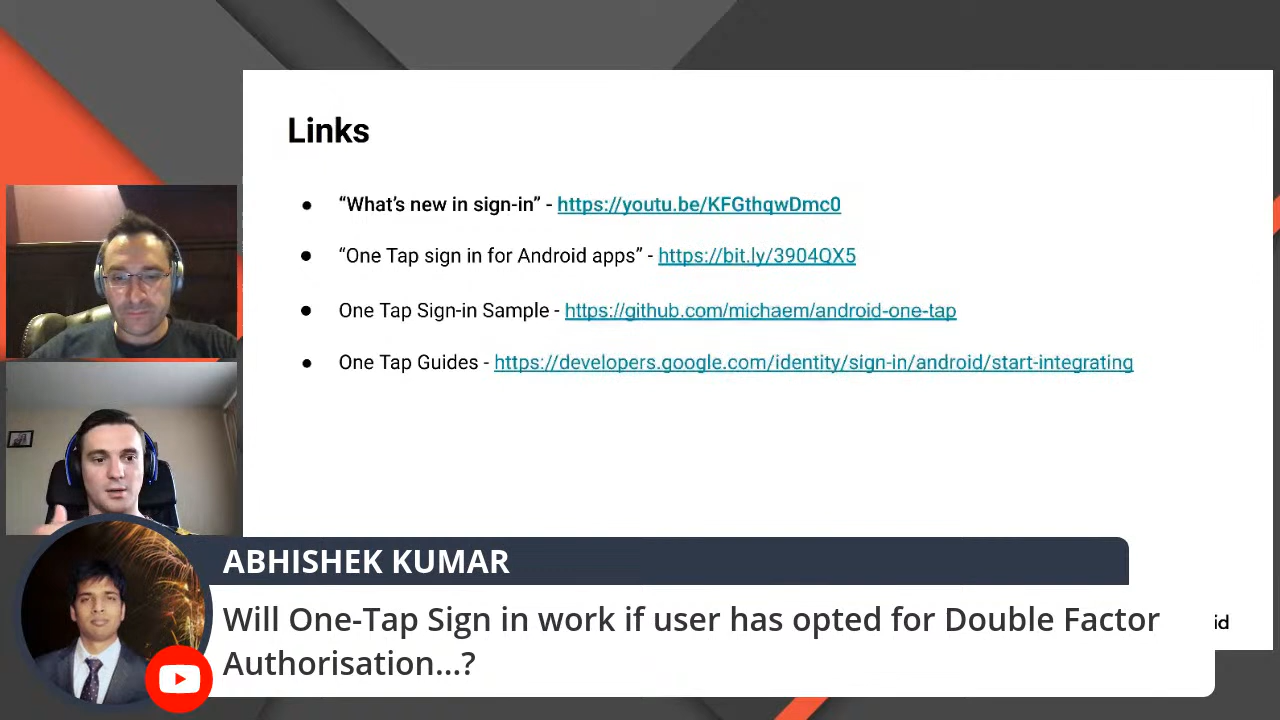 Links
● “What’s new in sign-in” - https://youtu.be/KFGthqwDmc0
● “One Tap sign in for Android apps” - https://bit.ly/3904QX5
● One Tap Sign-in Sample - https://github.com/michaem/android-one-tap
● One Tap Guides - https://developers.google.com/identity/sign-in/android/start-integrating
ABHISHEK KUMAR
Will One-Tap Sign in work if user has opted for Double Factor
Authorisation...?
id